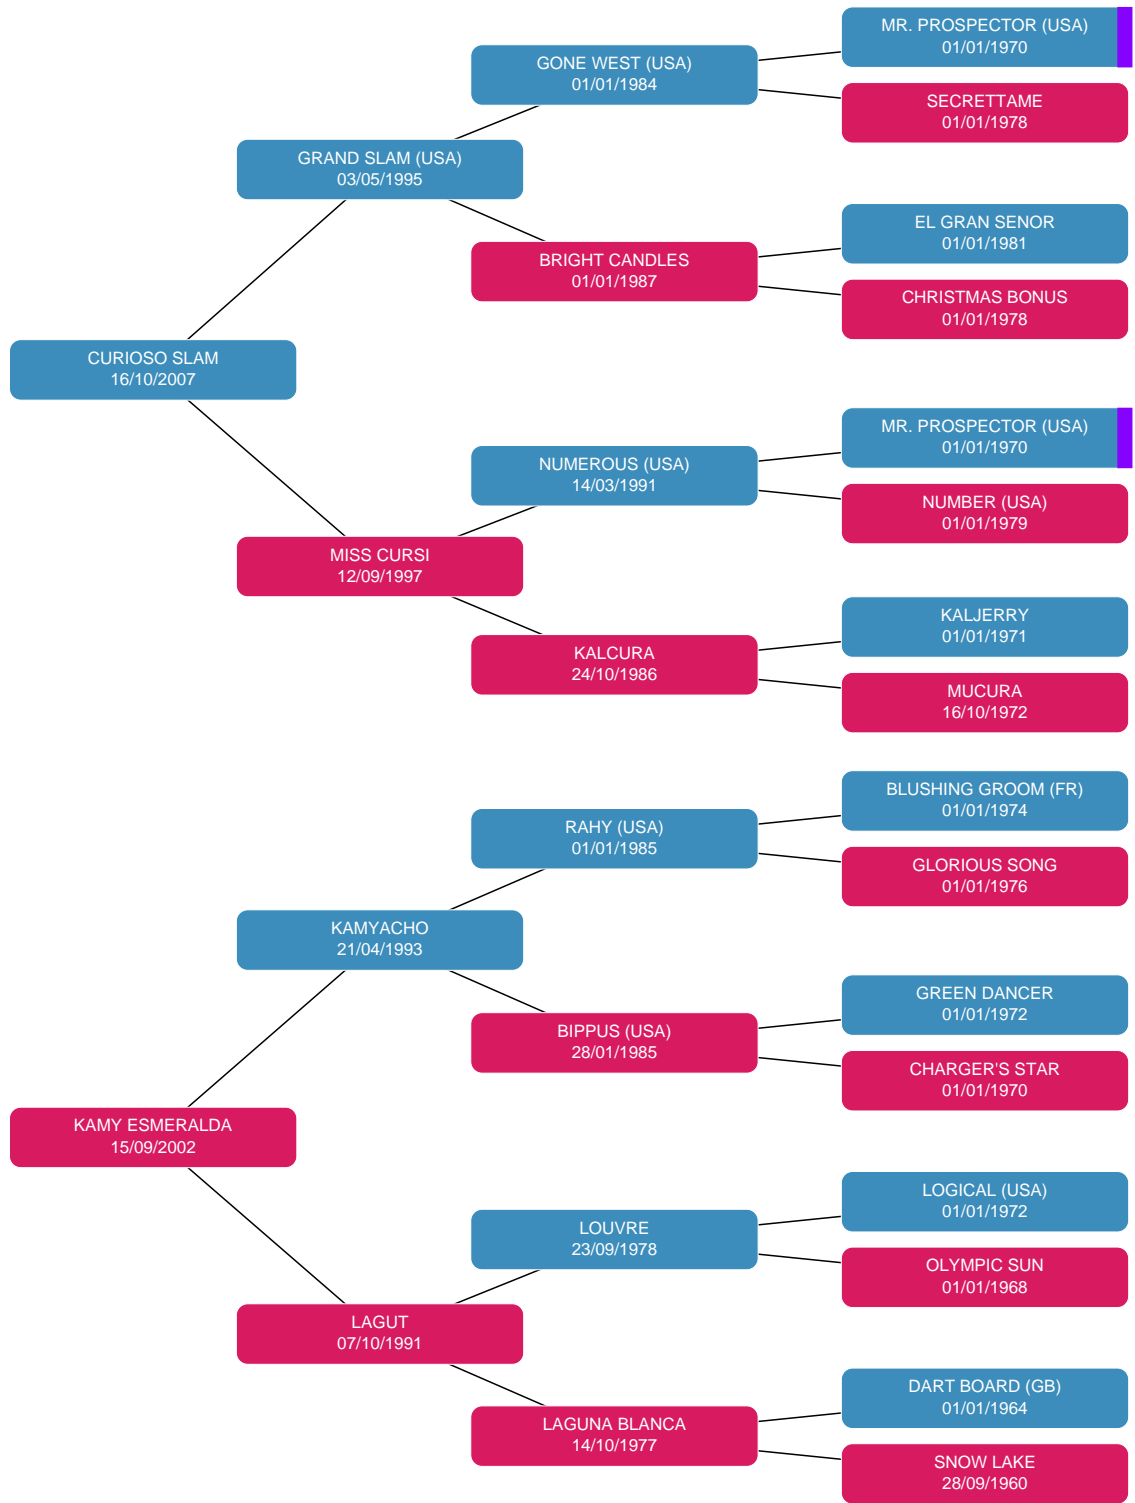 MR. PROSPECTOR (USA)
01/01/1970
GONE WEST (USA)
01/01/1984
SECRETTAME
01/01/1978
GRAND SLAM (USA)
03/05/1995
EL GRAN SENOR
01/01/1981
BRIGHT CANDLES
01/01/1987
CHRISTMAS BONUS
01/01/1978
CURIOSO SLAM
16/10/2007
MR. PROSPECTOR (USA)
01/01/1970
NUMEROUS (USA)
14/03/1991
NUMBER (USA)
01/01/1979
MISS CURSI
12/09/1997
KALJERRY
01/01/1971
KALCURA
24/10/1986
MUCURA
16/10/1972
BLUSHING GROOM (FR)
01/01/1974
RAHY (USA)
01/01/1985
GLORIOUS SONG
01/01/1976
KAMYACHO
21/04/1993
GREEN DANCER
01/01/1972
BIPPUS (USA)
28/01/1985
CHARGER'S STAR
01/01/1970
KAMY ESMERALDA
15/09/2002
LOGICAL (USA)
01/01/1972
LOUVRE
23/09/1978
OLYMPIC SUN
01/01/1968
LAGUT
07/10/1991
DART BOARD (GB)
01/01/1964
LAGUNA BLANCA
14/10/1977
SNOW LAKE
28/09/1960